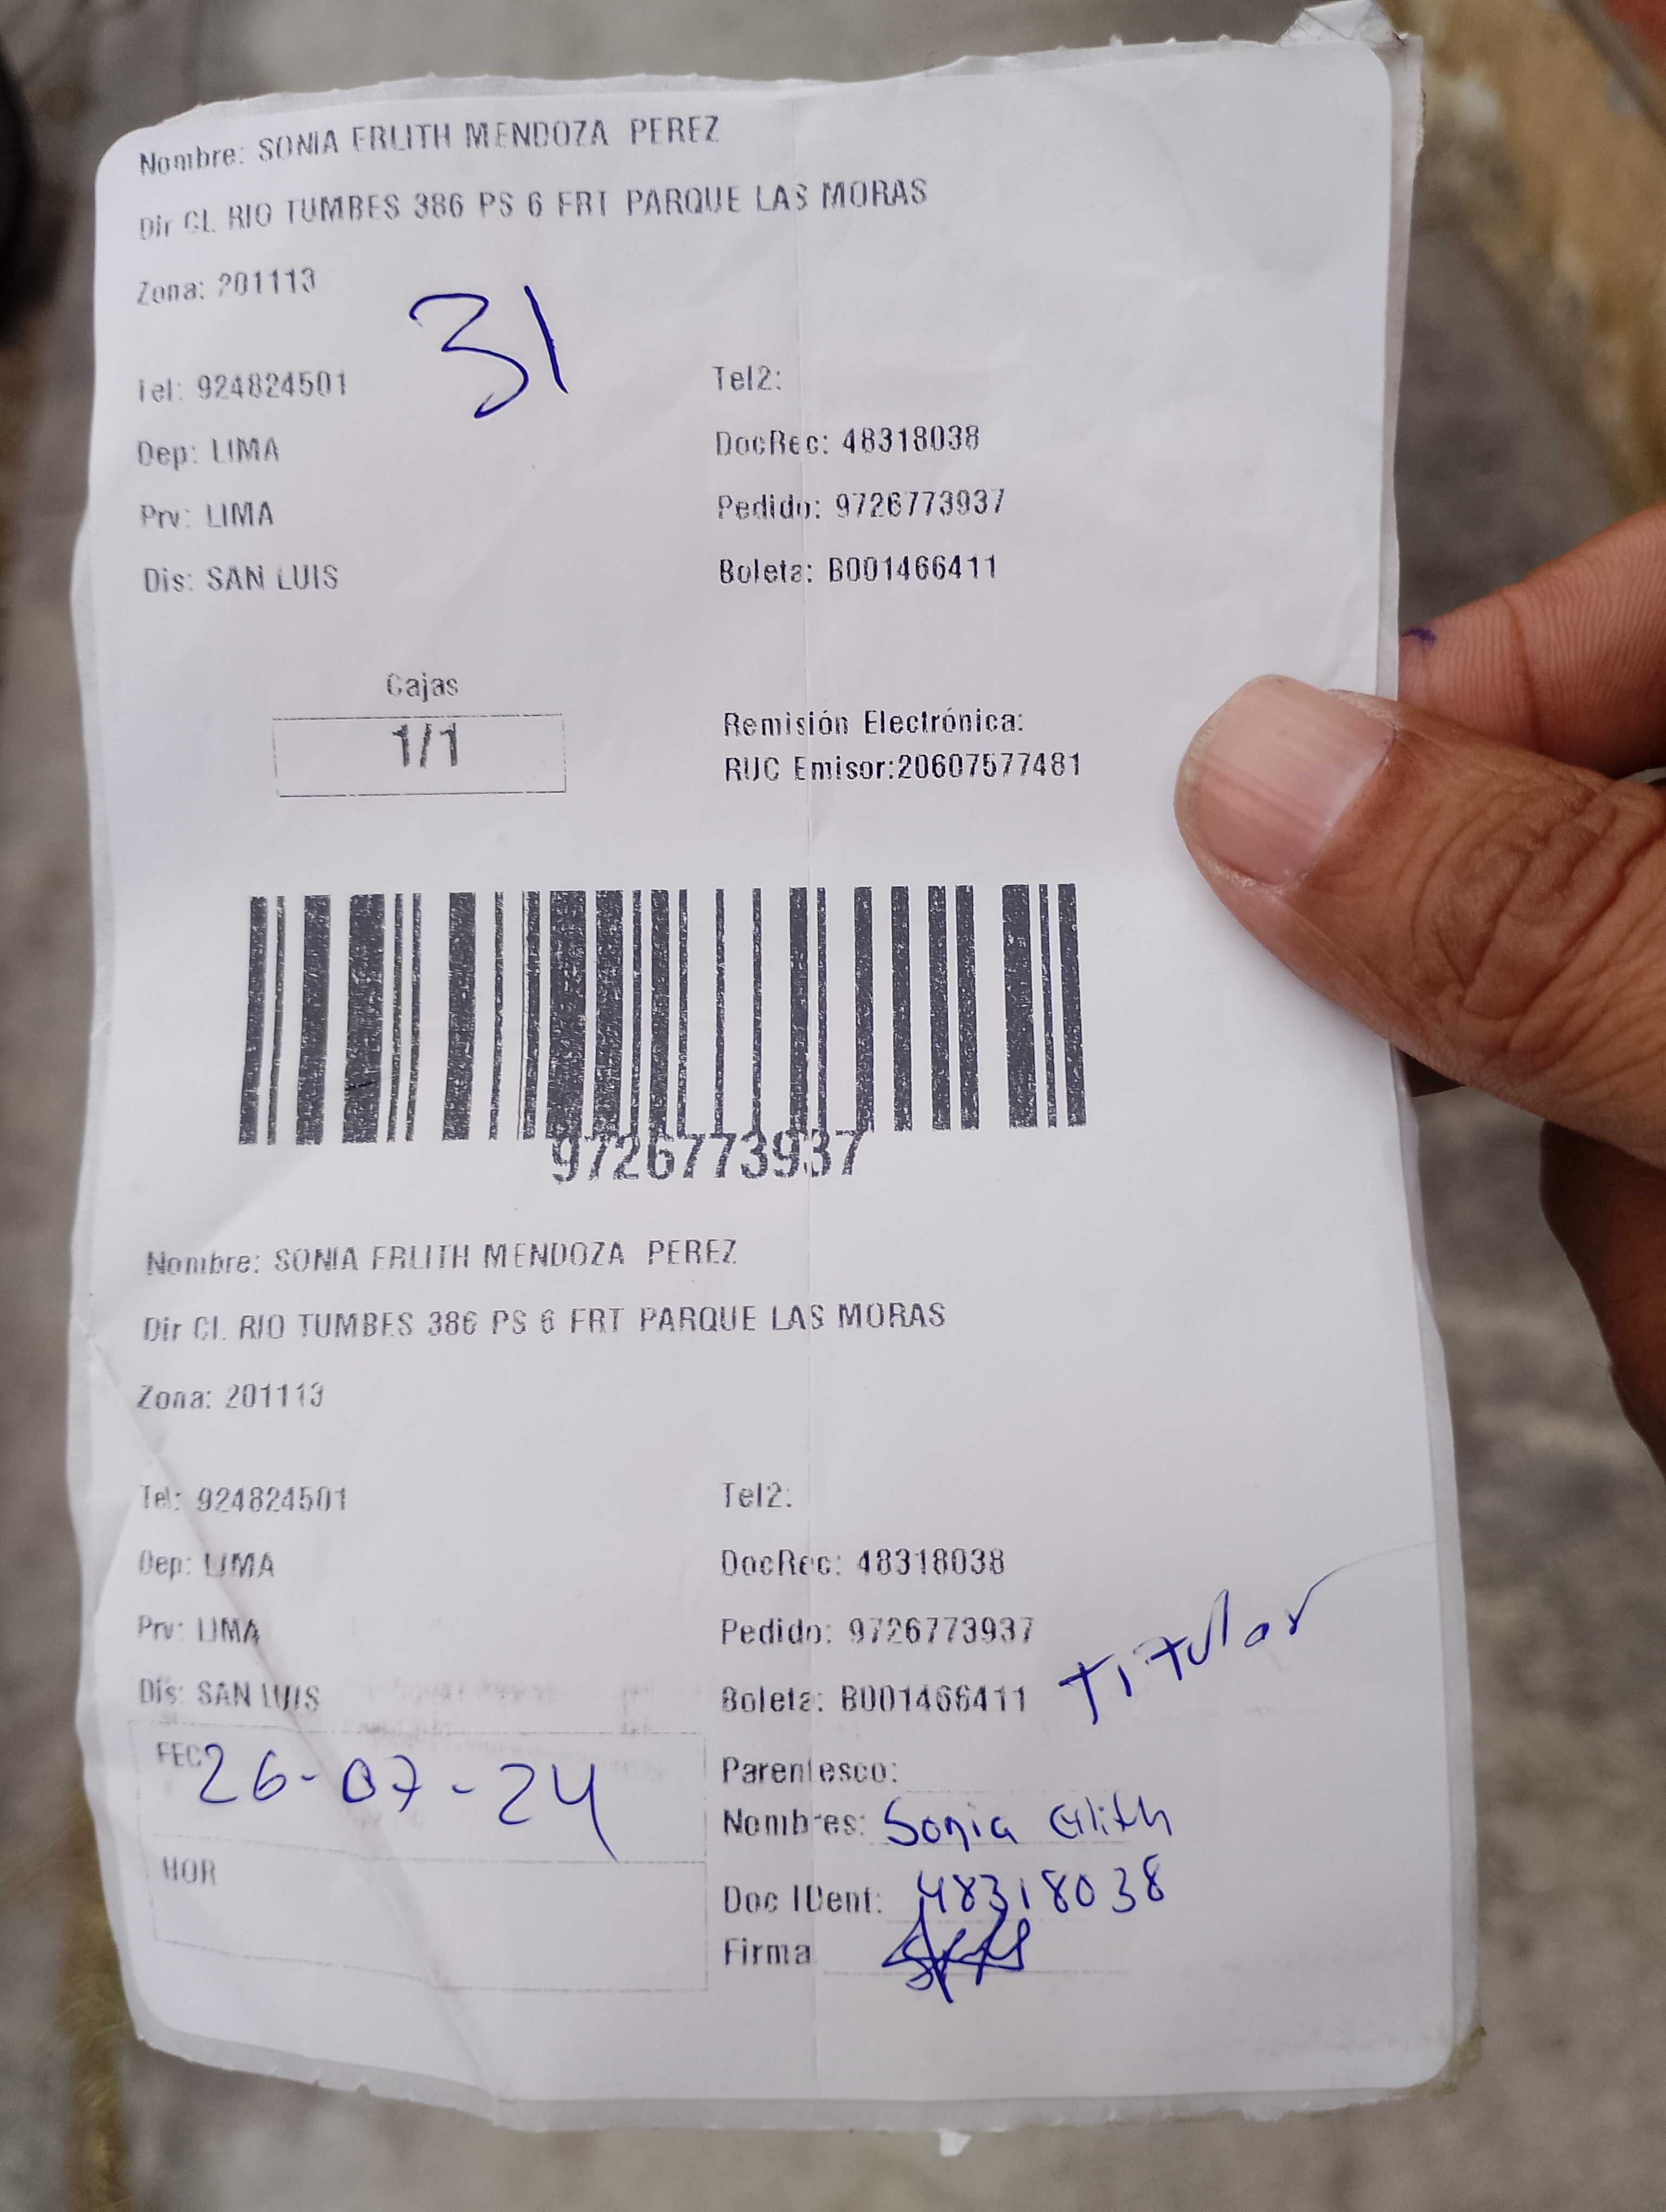 Nombre: SONIA ERLITH MENDOZA PEREZ
Dir CL RIO TUMBES 386 PS 6 FRT PARQUE LAS MORAS
Zona: 201113
31
Tel: 924824501 Tel2:
Dep: LIMA DocRec: 48318038
Prv: LIMA Pedido: 9726773937
Dis: SAN LUIS Boleta: B001466411
Cajas
1/1
Remisión Electrónica:
RUC Emisor:20607577481
9726773937
Nombre: SONIA ERLITH MENDOZA PEREZ
Dir CL RIO TUMBES 386 PS 6 FRT PARQUE LAS MORAS
Zona: 201113
Tel: 924824501 Tel2:
Dep: LIMA DocRec: 48318038
Prv: LIMA Pedido: 9726773937
Dis: SAN LUIS Boleta: B001466411
Titular
FEC 26-07-24
HOR
Parentesco:
Nombres: Sonia Erlith
Doc IDent: 48318038
Firma